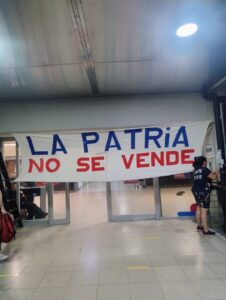 LA PATRiA
NO SE VENDE